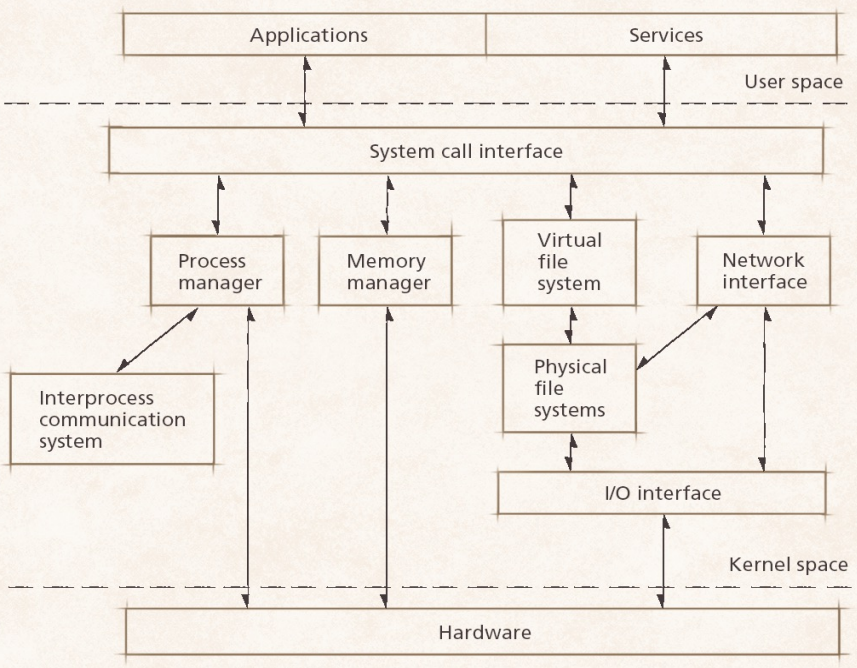 Applications
Services
User space
System call interface
Process
manager
Memory
manager
Virtual
file
system
Network
interface
Interprocess
communication
system
Physical
file
systems
I/O interface
Kernel space
Hardware